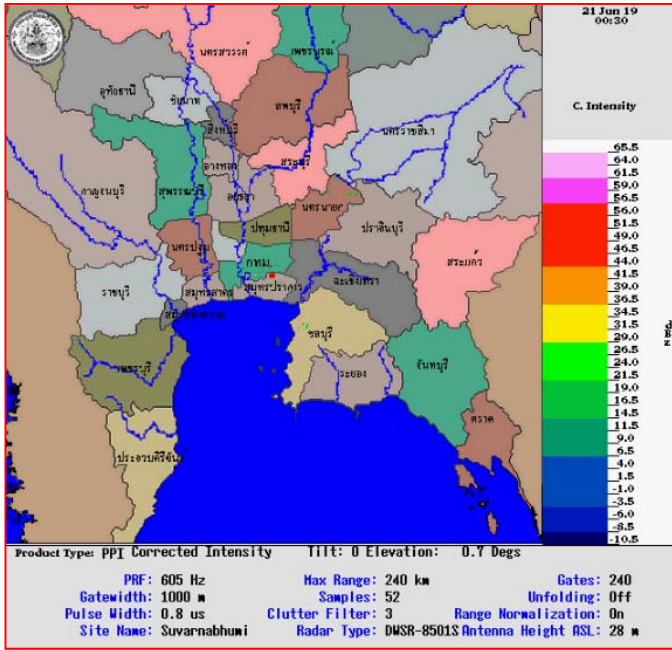 21 Jun 19
00:30
C. Intensity
65.5
64.0
61.5
59.0
56.5
56.0
51.5
49.0
46.5
44.0
41.5
39.0
36.5
34.5
31.5
29.0
26.5
24.0
21.5
19.0
16.5
14.5
11.5
9.0
4.0
-1.0
-3.5
-6.0
-8.5
-10.5
นครสวรรค์
เพชรบูรณ์
อุทัยธานี
ชัยนาท
ลพบุรี
สิงหบุรี
นครราชสีมา
อ่างทอง
สระบุรี
กาญจนบุรี
สุพรรณบุรี
อยุธยา
นครนายก
ปราจีนบุรี
ปทุมธานี
นครปฐม
กทม.
สระแก้ว
ราชบุรี
สมุทรสาคร
สมุทรปราการ
ฉะเชิงเทรา
สมุทรสงคราม
ชลบุรี
เพชรบุรี
ระยอง
จันทบุรี
ตราด
ประจวบคีรีขันธ์
Product Type: PPI Corrected Intensity Tilt: 0 Elevation: 0.7 Degs
PRF: 605 Hz Max Range: 240 km Gates: 240
Gatewidth: 1000 m Samples: 52 Unfolding: Off
Pulse Width: 0.8 us Clutter Filter: 3 Range Normalization: On
Site Name: Suvarnabhumi Radar Type: DWSR-8501S Antenna Height ASL: 28 m